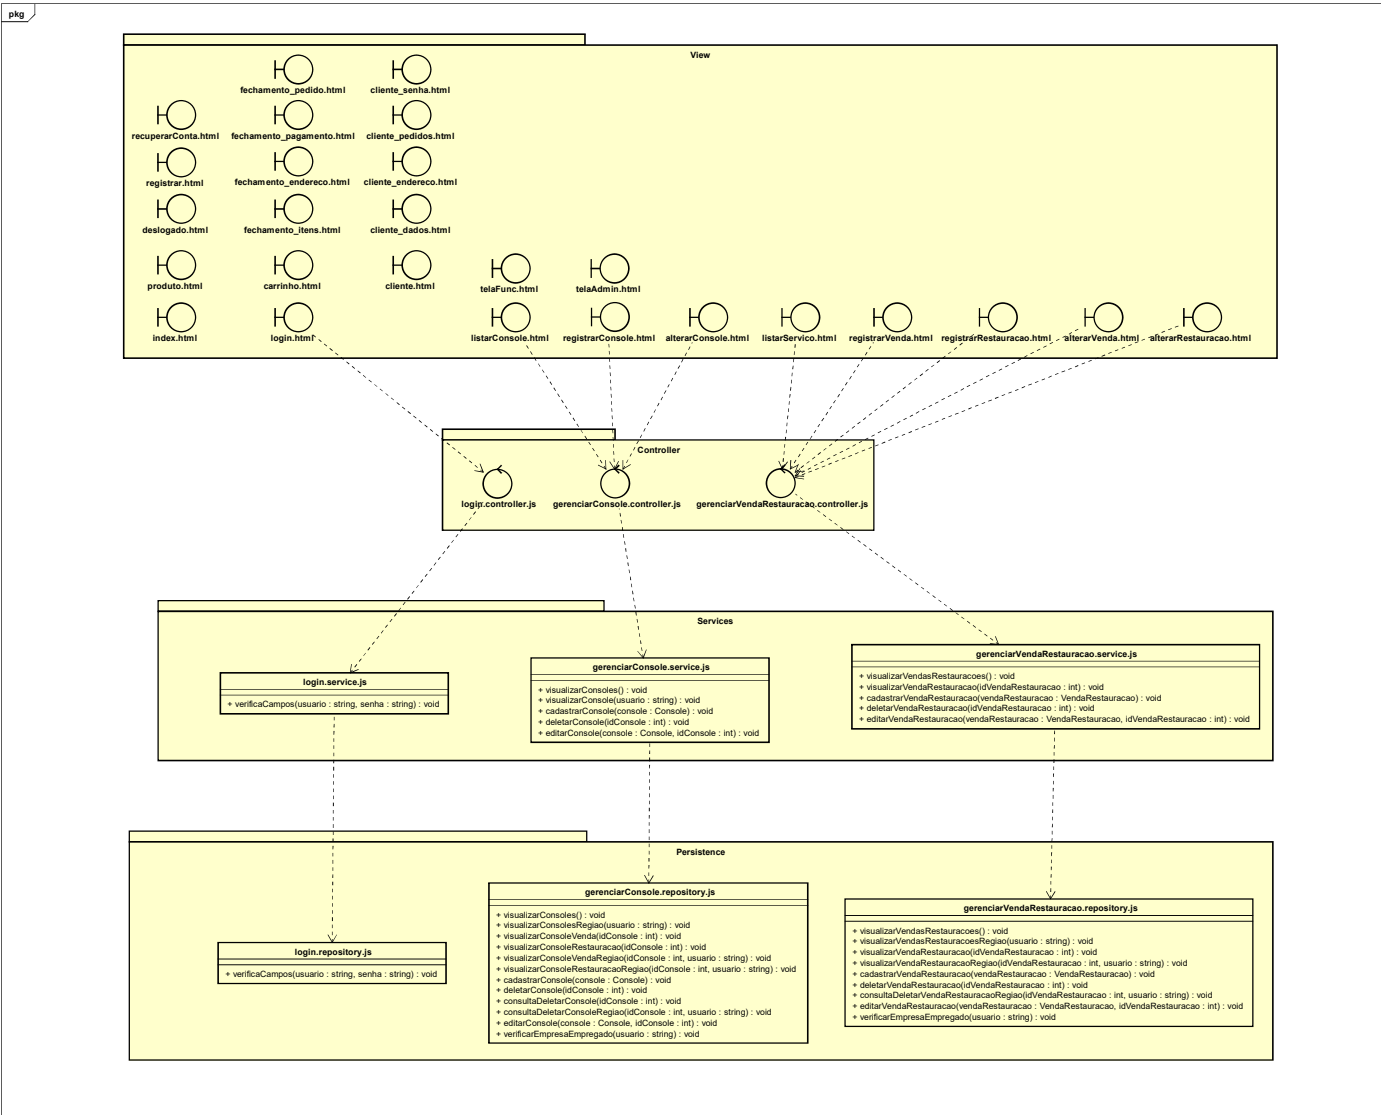 pkg
View
fechamento_pedido.html
cliente_senha.html
recuperarConta.html
fechamento_pagamento.html
cliente_pedidos.html
registrar.html
fechamento_endereco.html
cliente_endereco.html
deslogado.html
fechamento_itens.html
cliente_dados.html
produto.html
carrinho.html
cliente.html
telaFunc.html
telaAdmin.html
index.html
login.html
listarConsole.html
registrarConsole.html
alterarConsole.html
listarServico.html
registrarVenda.html
registrarRestauracao.html
alterarVenda.html
alterarRestauracao.html
Controller
login.controller.js
gerenciarConsole.controller.js
gerenciarVendaRestauracao.controller.js
Services
login.service.js
+ verificaCampos(usuario : string, senha : string) : void
gerenciarConsole.service.js
+ visualizarConsoles() : void
+ visualizarConsole(usuario : string) : void
+ cadastrarConsole(console : Console) : void
+ deletarConsole(idConsole : int) : void
+ editarConsole(console : Console, idConsole : int) : void
gerenciarVendaRestauracao.service.js
+ visualizarVendasRestauracoes() : void
+ visualizarVendaRestauracao(idVendaRestauracao : int) : void
+ cadastrarVendaRestauracao(vendaRestauracao : VendaRestauracao) : void
+ deletarVendaRestauracao(idVendaRestauracao : int) : void
+ editarVendaRestauracao(vendaRestauracao : VendaRestauracao, idVendaRestauracao : int) : void
Persistence
login.repository.js
+ verificaCampos(usuario : string, senha : string) : void
gerenciarConsole.repository.js
+ visualizarConsoles() : void
+ visualizarConsolesRegiao(usuario : string) : void
+ visualizarConsoleVenda(idConsole : int) : void
+ visualizarConsoleRestauracao(idConsole : int) : void
+ visualizarConsoleVendaRegiao(idConsole : int, usuario : string) : void
+ visualizarConsoleRestauracaoRegiao(idConsole : int, usuario : string) : void
+ cadastrarConsole(console : Console) : void
+ deletarConsole(idConsole : int) : void
+ consultaDeletarConsole(idConsole : int) : void
+ consultaDeletarConsoleRegiao(idConsole : int, usuario : string) : void
+ editarConsole(console : Console, idConsole : int) : void
+ verificarEmpresaEmpregado(usuario : string) : void
gerenciarVendaRestauracao.repository.js
+ visualizarVendasRestauracoes() : void
+ visualizarVendasRestauracoesRegiao(usuario : string) : void
+ visualizarVendaRestauracao(idVendaRestauracao : int) : void
+ visualizarVendaRestauracaoRegiao(idVendaRestauracao : int, usuario : string) : void
+ cadastrarVendaRestauracao(vendaRestauracao : VendaRestauracao) : void
+ deletarVendaRestauracao(idVendaRestauracao : int) : void
+ consultaDeletarVendaRestauracaoRegiao(idVendaRestauracao : int, usuario : string) : void
+ editarVendaRestauracao(vendaRestauracao : VendaRestauracao, idVendaRestauracao : int) : void
+ verificarEmpresaEmpregado(usuario : string) : void